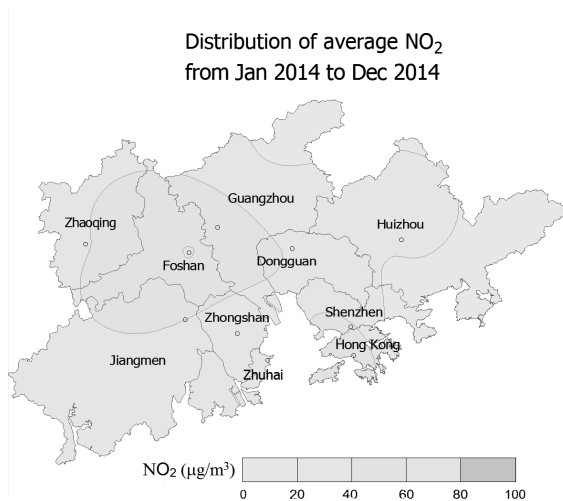 Distribution of average NO₂
from Jan 2014 to Dec 2014
Guangzhou
Zhaoqing
Huizhou
Foshan
Dongguan
Zhongshan
Shenzhen
Hong Kong
Jiangmen
Zhuhai
NO₂ (μg/m³)
0 20 40 60 80 100